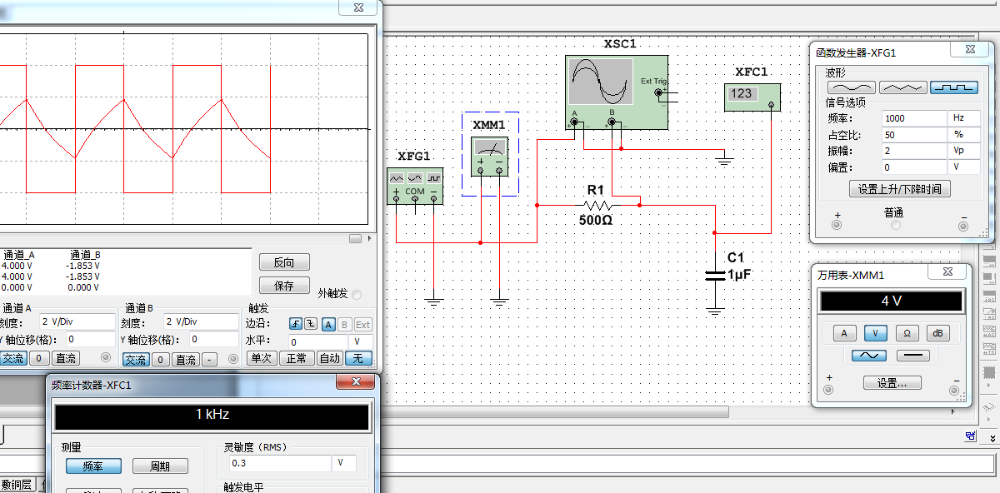 XSC1
Ext Trig
A
B
XFC1
123
XMM1
XFG1
COM
R1
500Ω
C1
1μF
函数发生器-XFG1
波形
信号选项
频率: 1000 Hz
占空比: 50 %
振幅: 2 Vp
偏置: 0 V
设置上升/下降时间
+ 普通 −
万用表-XMM1
4 V
A V Ω dB
+ 设置... −
通道_A 通道_B
4.000 V -1.853 V
4.000 V -1.853 V
0.000 V 0.000 V
反向
保存
外触发
通道A
刻度: 2 V/Div
Y 轴位移(格): 0
交流 0 直流
通道B
刻度: 2 V/Div
Y 轴位移(格): 0
交流 0 直流 -
触发
边沿: A B Ext
水平: 0 V
单次 正常 自动 无
频率计数器-XFC1
1 kHz
测量
频率 周期
灵敏度（RMS）
0.3 V
触发电平
敷铜层